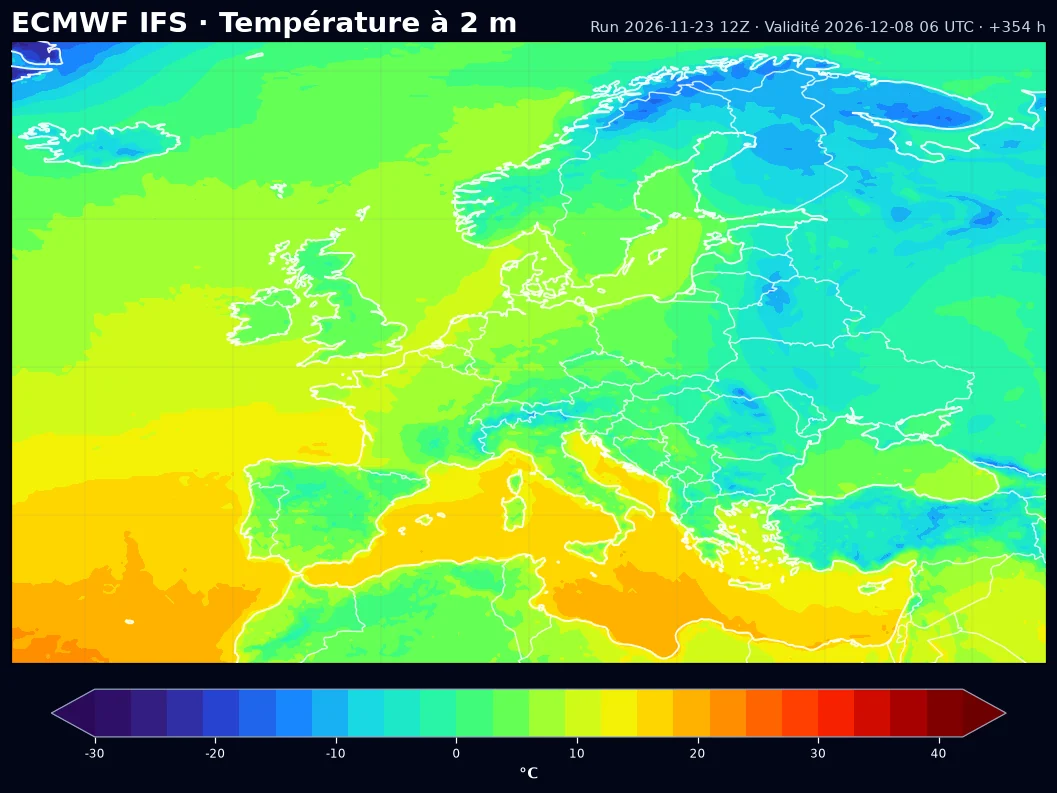 ECMWF IFS · Température à 2 m
Run 2026-11-23 12Z · Validité 2026-12-08 06 UTC · +354 h
-30 -20 -10 0 10 20 30 40
°C